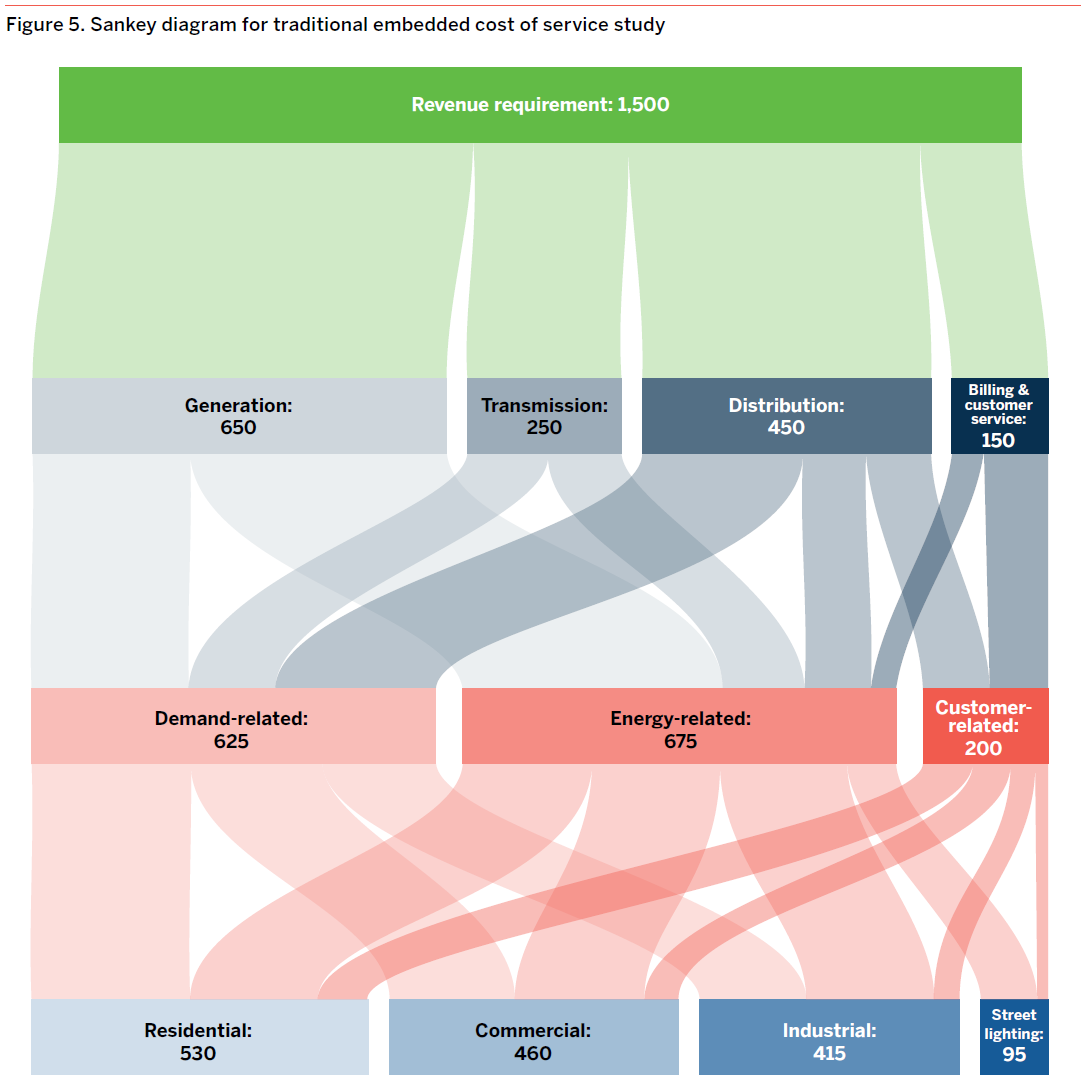 Figure 5. Sankey diagram for traditional embedded cost of service study
Revenue requirement: 1,500
Generation:
650
Transmission:
250
Distribution:
450
Billing &
customer
service:
150
Demand-related:
625
Energy-related:
675
Customer-
related:
200
Residential:
530
Commercial:
460
Industrial:
415
Street
lighting:
95